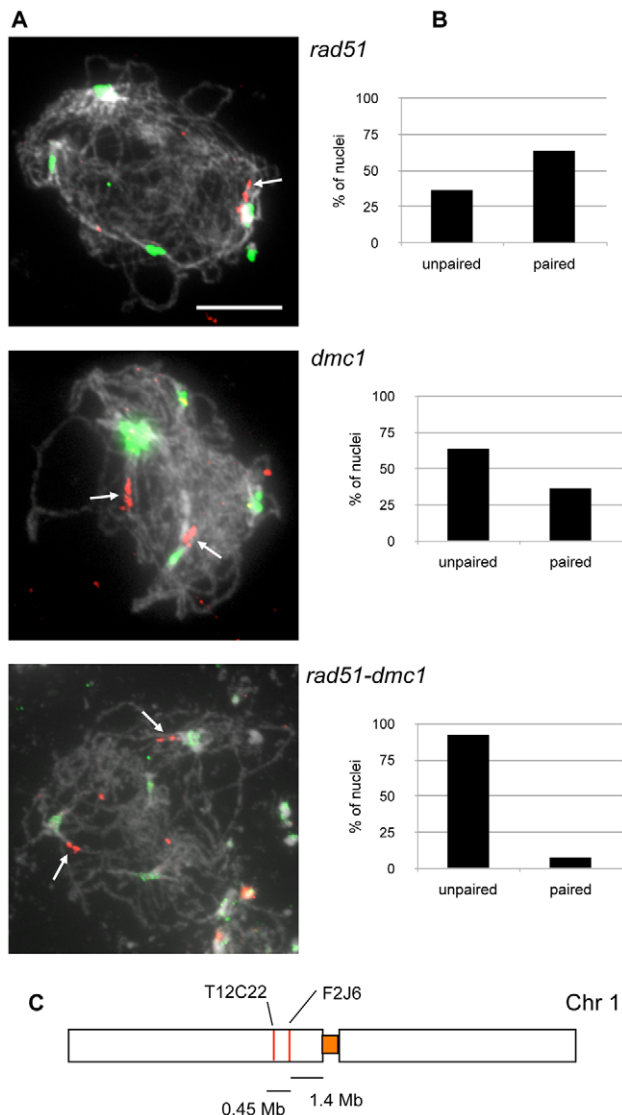 A
B
rad51
100
75
50
25
0
% of nuclei
unpaired paired
dmc1
100
75
50
25
0
% of nuclei
unpaired paired
rad51-dmc1
100
75
50
25
0
% of nuclei
unpaired paired
C
T12C22
F2J6
Chr 1
0.45 Mb
1.4 Mb